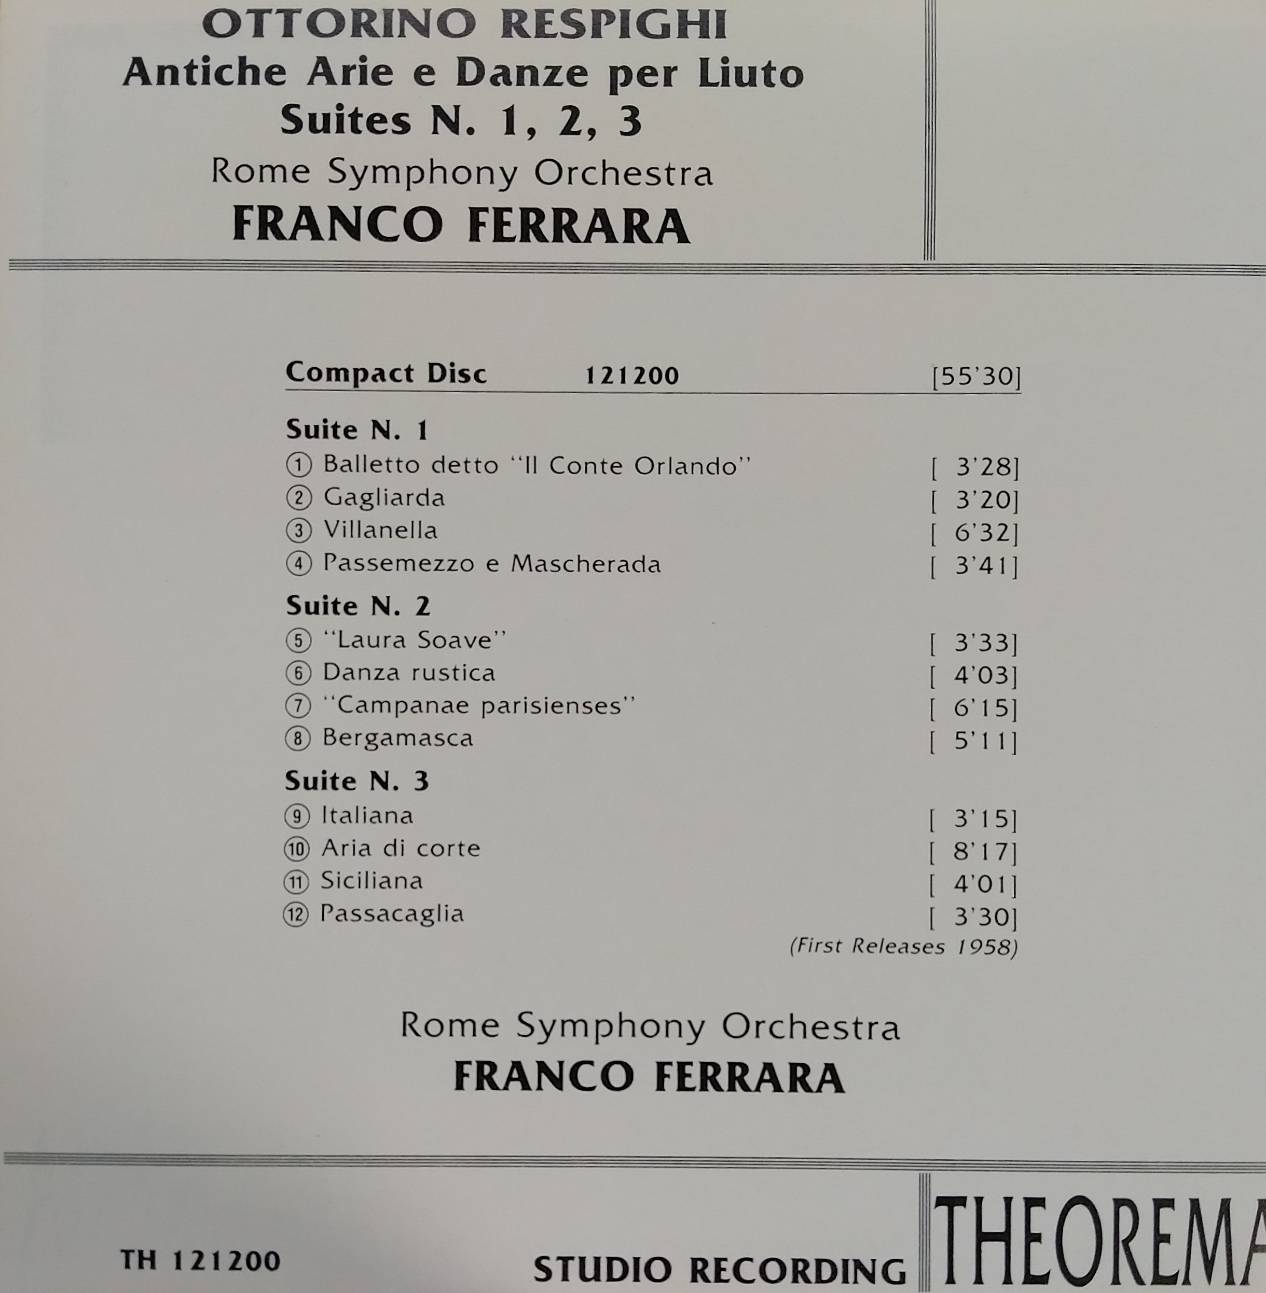 OTTORINO RESPIGHI
Antiche Arie e Danze per Liuto
Suites N. 1, 2, 3
Rome Symphony Orchestra
FRANCO FERRARA
Compact Disc 121200 [55'30]
Suite N. 1
① Balletto detto “Il Conte Orlando” [ 3'28]
② Gagliarda [ 3'20]
③ Villanella [ 6'32]
④ Passemezzo e Mascherada [ 3'41]
Suite N. 2
⑤ “Laura Soave” [ 3'33]
⑥ Danza rustica [ 4'03]
⑦ “Campanae parisienses” [ 6'15]
⑧ Bergamasca [ 5'11]
Suite N. 3
⑨ Italiana [ 3'15]
⑩ Aria di corte [ 8'17]
⑪ Siciliana [ 4'01]
⑫ Passacaglia [ 3'30]
(First Releases 1958)
Rome Symphony Orchestra
FRANCO FERRARA
TH 121200
STUDIO RECORDING
THEOREMA